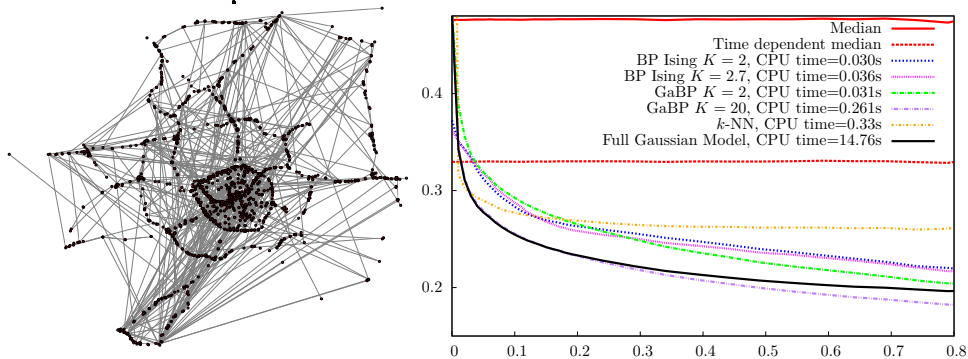 Median
Time dependent median
BP Ising K = 2, CPU time=0.030s
BP Ising K = 2.7, CPU time=0.036s
GaBP K = 2, CPU time=0.031s
GaBP K = 20, CPU time=0.261s
k-NN, CPU time=0.33s
Full Gaussian Model, CPU time=14.76s
0.4
0.3
0.2
0 0.1 0.2 0.3 0.4 0.5 0.6 0.7 0.8